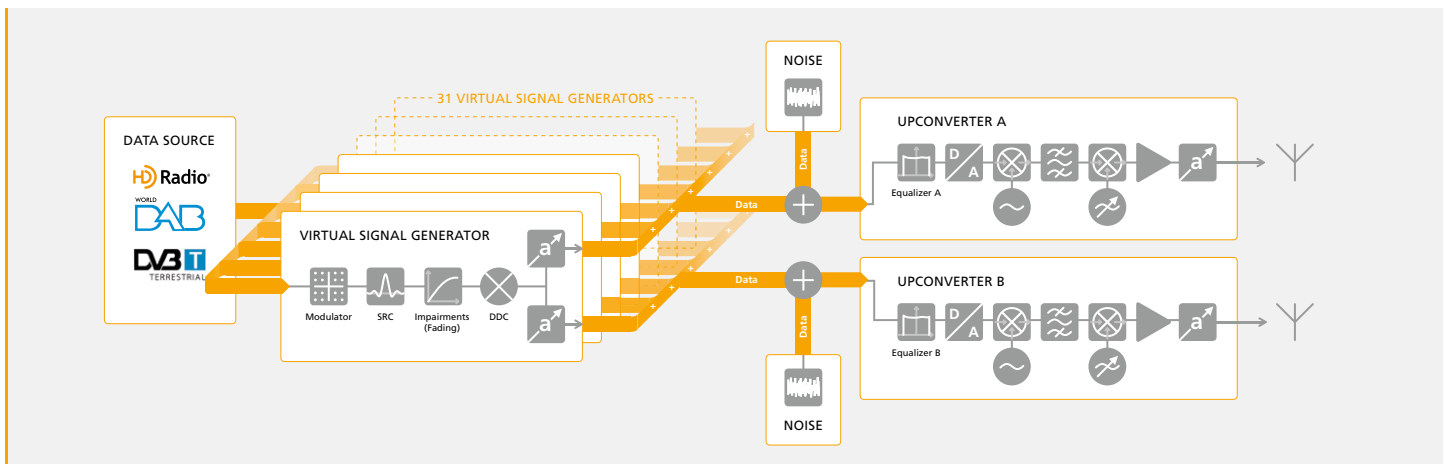 NOISE
31 VIRTUAL SIGNAL GENERATORS
DATA SOURCE
HD Radio®
WORLD
DAB
DVB T
TERRESTRIAL
VIRTUAL SIGNAL GENERATOR
a
a
Modulator
SRC
Impairments
(Fading)
DDC
+
+
+
+
+
+
+
+
+
+
Data
Data
+
UPCONVERTER A
D
A
a
Equalizer A
Data
+
Data
UPCONVERTER B
D
A
a
Equalizer B
NOISE